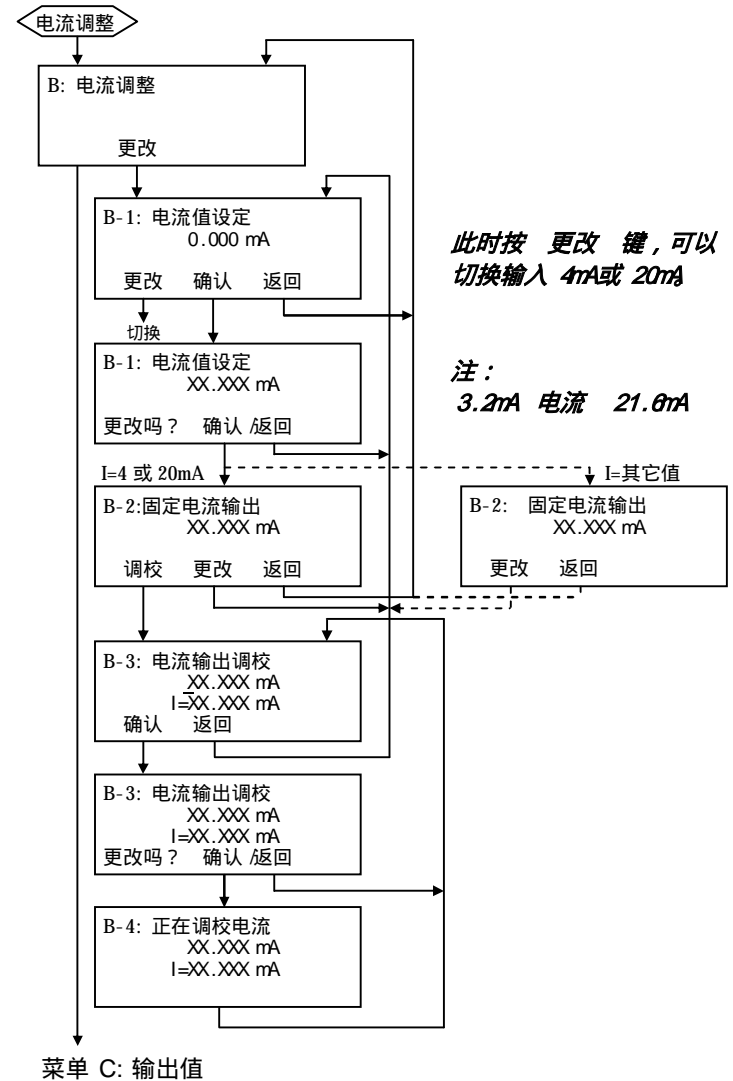 电流调整
B: 电流调整
更改
B-1: 电流值设定
0.000 mA
更改 确认 返回
切换
此时按 更改 键，可以
切换输入 4mA或 20mA
B-1: 电流值设定
XX.XXX mA
更改吗？ 确认 /返回
注：
3.2mA 电流 21.6mA
I=4 或 20mA
I=其它值
B-2:固定电流输出
XX.XXX mA
调校 更改 返回
B-2: 固定电流输出
XX.XXX mA
更改 返回
B-3: 电流输出调校
XX.XXX mA
I=XX.XXX mA
确认 返回
B-3: 电流输出调校
XX.XXX mA
I=XX.XXX mA
更改吗？ 确认 /返回
B-4: 正在调校电流
XX.XXX mA
I=XX.XXX mA
菜单 C: 输出值